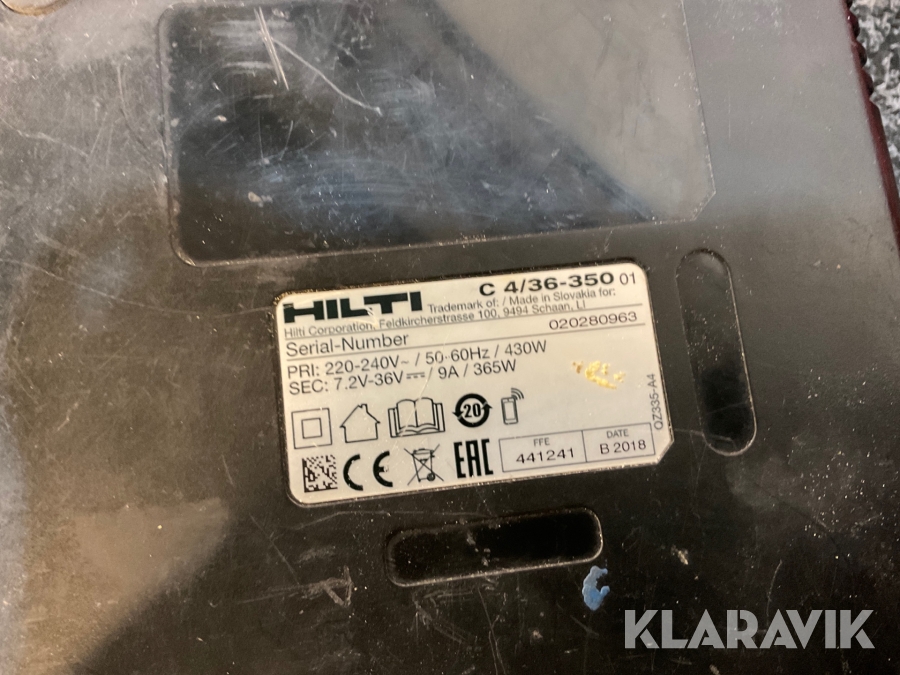 HILTI
C 4/36-350 01
Trademark of: / Made in Slovakia for:
Hilti Corporation, Feldkircherstrasse 100, 9494 Schaan, LI
Serial-Number 020280963
PRI: 220-240V~ / 50-60Hz / 430W
SEC: 7.2V-36V⎓ / 9A / 365W
20
QZ335-A4
CE
EAC
FFE
441241
DATE
B 2018
KLARAVIK